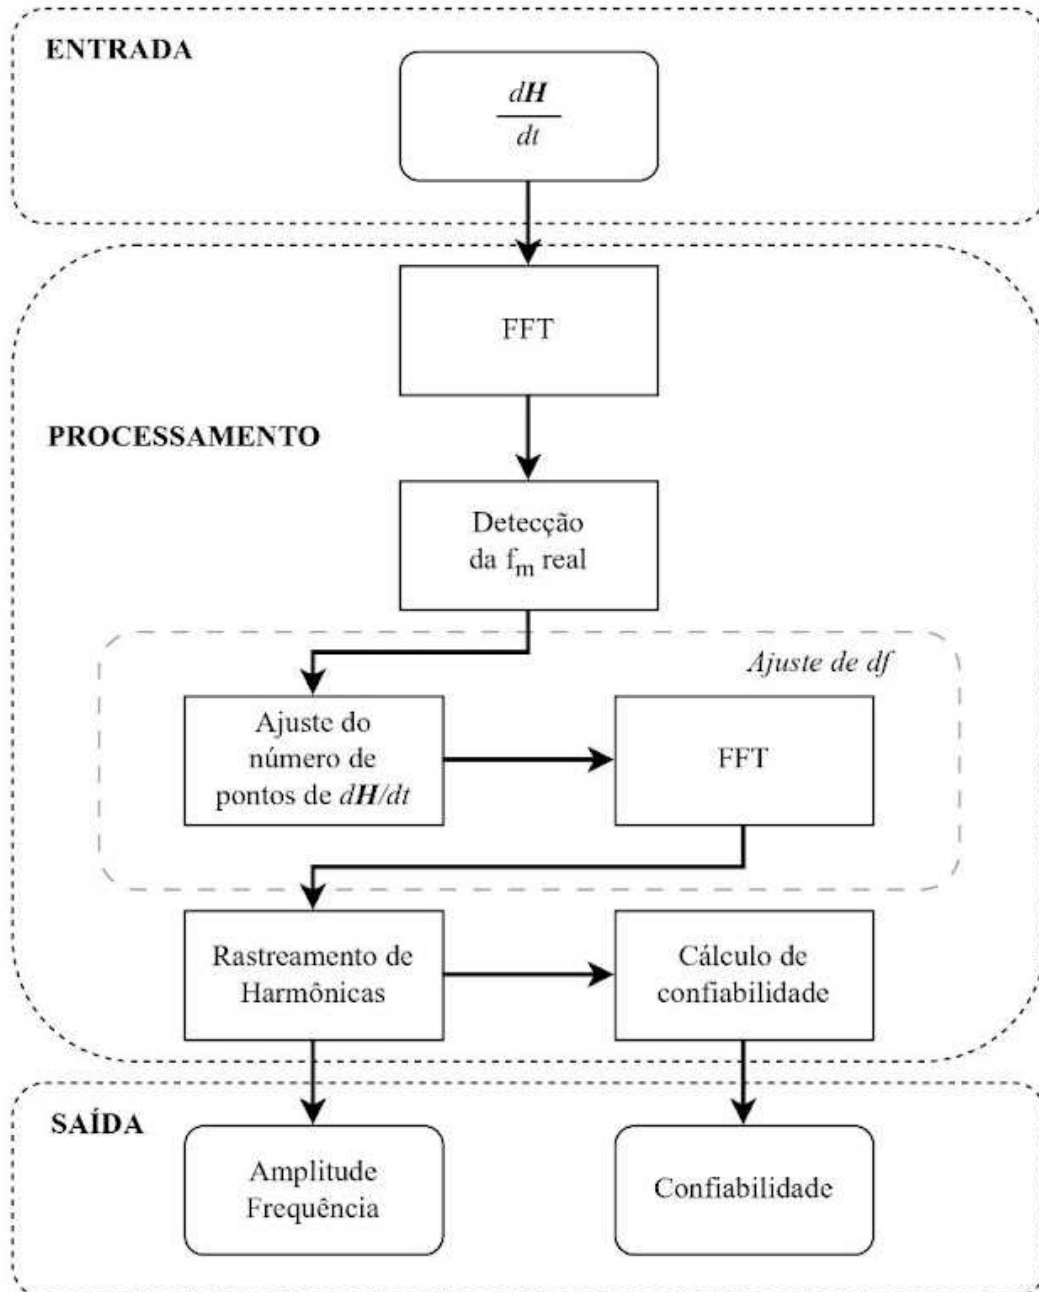 ENTRADA
dH
dt
FFT
PROCESSAMENTO
Detecção
da fₘ real
Ajuste de df
Ajuste do
número de
pontos de dH/dt
FFT
Rastreamento de
Harmônicas
Cálculo de
confiabilidade
SAÍDA
Amplitude
Frequência
Confiabilidade